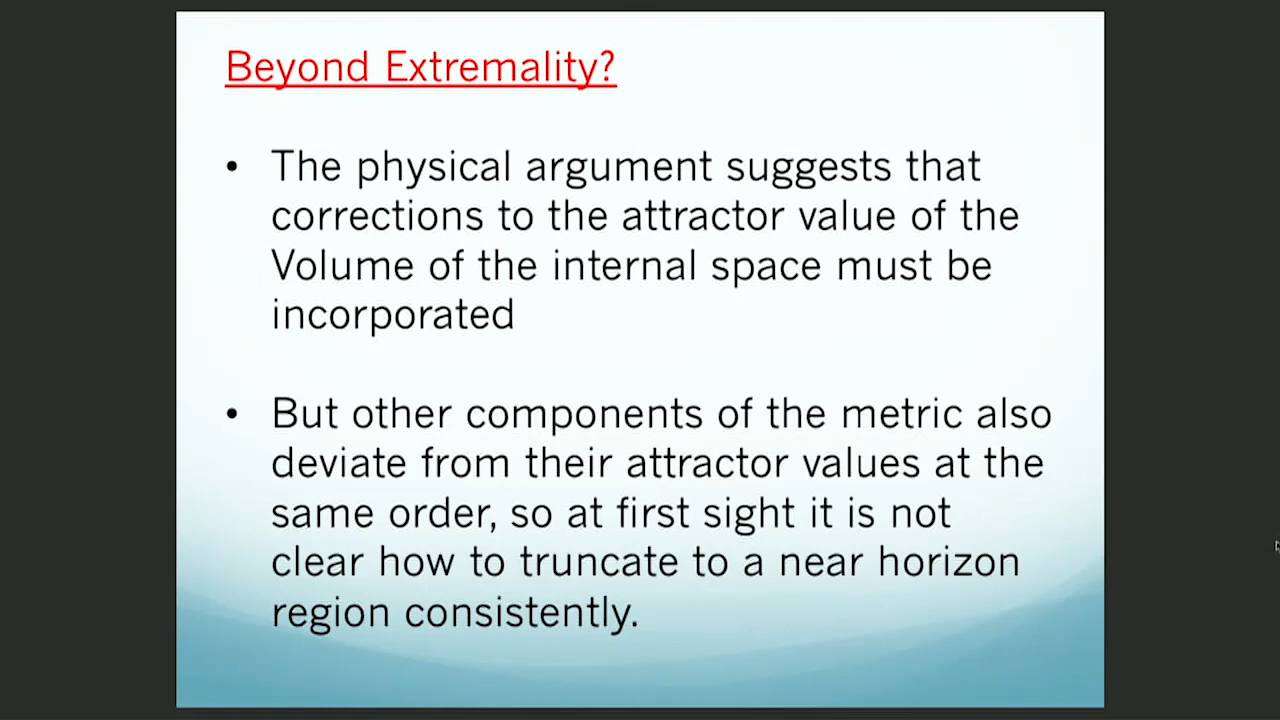 Beyond Extremality?
• The physical argument suggests that
corrections to the attractor value of the
Volume of the internal space must be
incorporated
• But other components of the metric also
deviate from their attractor values at the
same order, so at first sight it is not
clear how to truncate to a near horizon
region consistently.